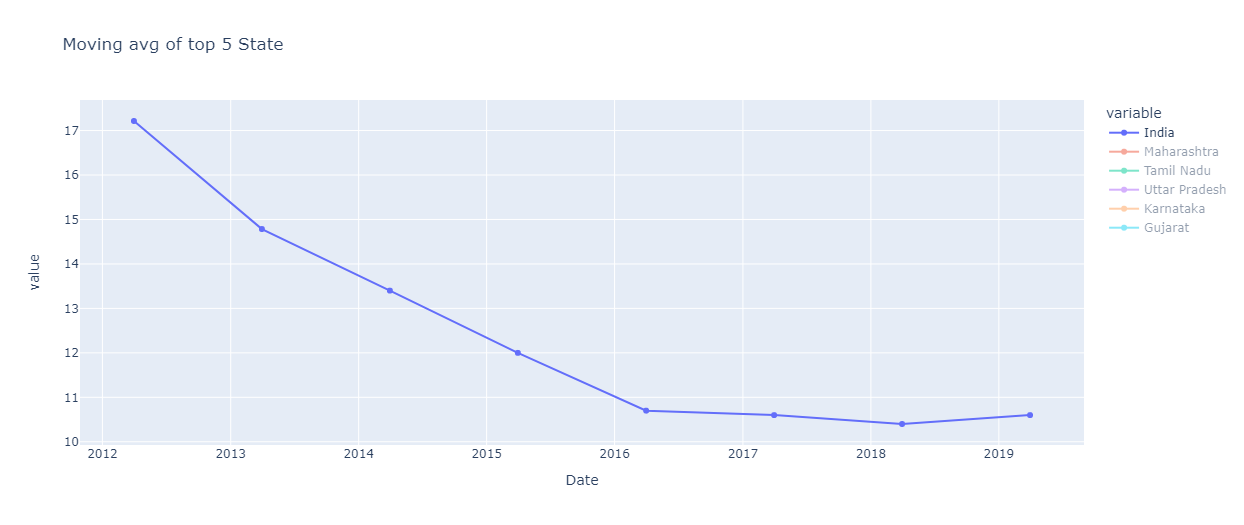 Moving avg of top 5 State
value
17
16
15
14
13
12
11
10
2012 2013 2014 2015 2016 2017 2018 2019
Date
variable
India
Maharashtra
Tamil Nadu
Uttar Pradesh
Karnataka
Gujarat